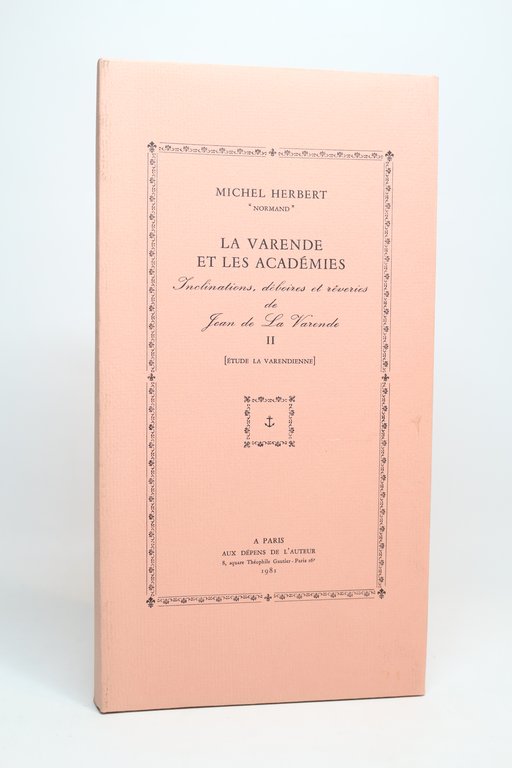 MICHEL HERBERT
"NORMAND"
LA VARENDE
ET LES ACADÉMIES
Inclinations, déboires et rêveries
de
Jean de La Varende
II
[ÉTUDE LA VARENDIENNE]
A PARIS
AUX DÉPENS DE L'AUTEUR
8, square Théophile Gautier - Paris 16e
1981